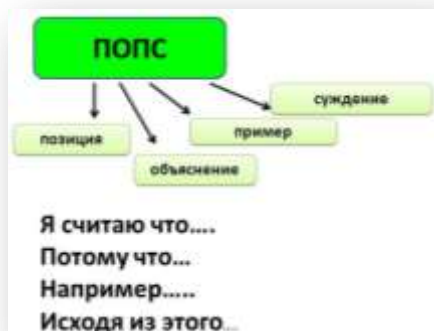 ПОПС
суждение
пример
позиция
объяснение
Я считаю что....
Потому что...
Например.....
Исходя из этого...